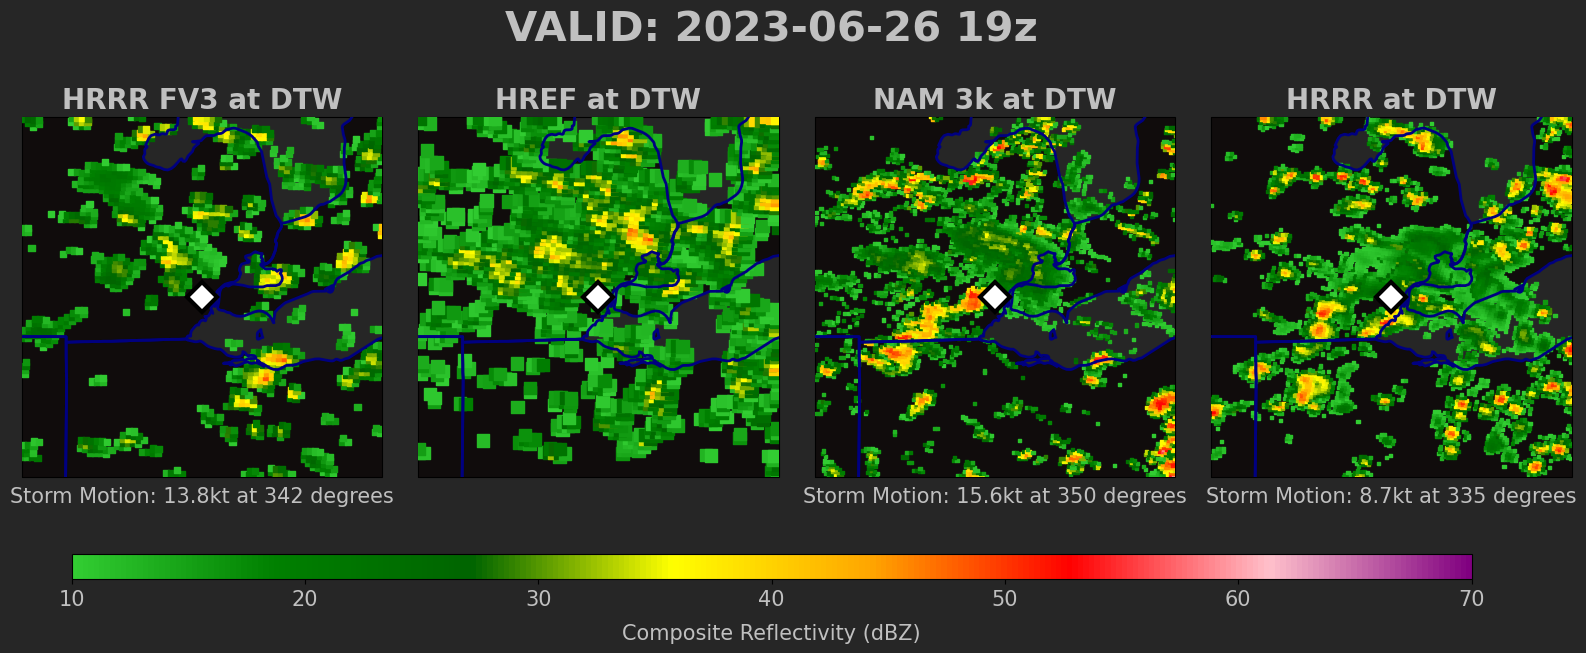 VALID: 2023-06-26 19z
HRRR FV3 at DTW
HREF at DTW
NAM 3k at DTW
HRRR at DTW
Storm Motion: 13.8kt at 342 degrees
Storm Motion: 15.6kt at 350 degrees
Storm Motion: 8.7kt at 335 degrees
10 20 30 40 50 60 70
Composite Reflectivity (dBZ)